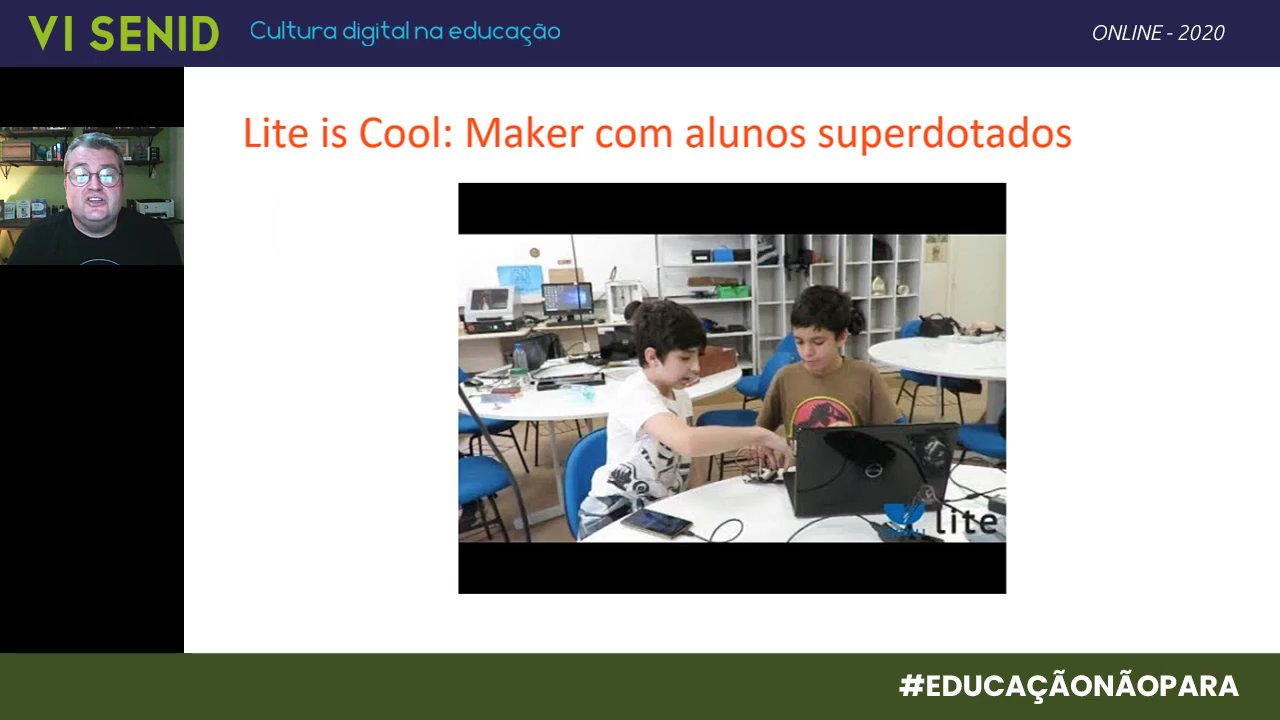 VI SENID
Cultura digital na educação
ONLINE - 2020
Lite is Cool: Maker com alunos superdotados
lite
#EDUCAÇÃONÃOPARA